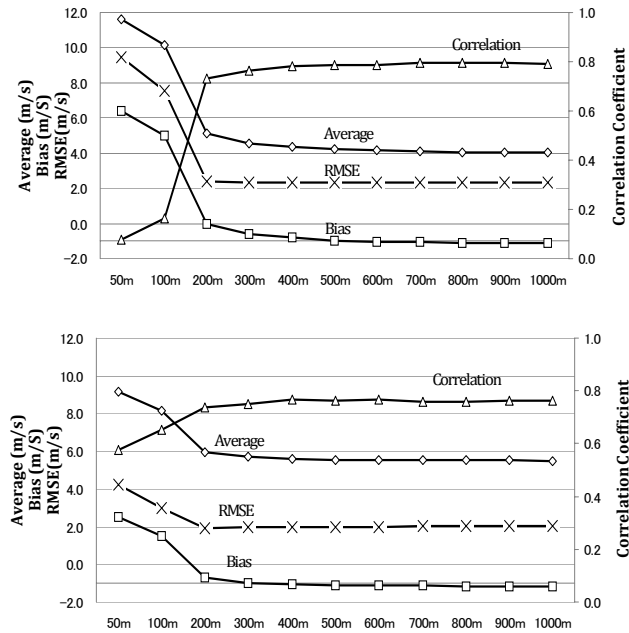 12.0
10.0
8.0
6.0
4.0
2.0
0.0
−2.0
Average (m/s)
Bias (m/S)
RMSE(m/s)
Correlation
Average
RMSE
Bias
1.0
0.8
0.6
0.4
0.2
0.0
Correlation Coefficient
50m 100m 200m 300m 400m 500m 600m 700m 800m 900m 1000m
12.0
10.0
8.0
6.0
4.0
2.0
0.0
−2.0
Average (m/s)
Bias (m/S)
RMSE(m/s)
Correlation
Average
RMSE
Bias
1.0
0.8
0.6
0.4
0.2
0.0
Correlation Coefficient
50m 100m 200m 300m 400m 500m 600m 700m 800m 900m 1000m